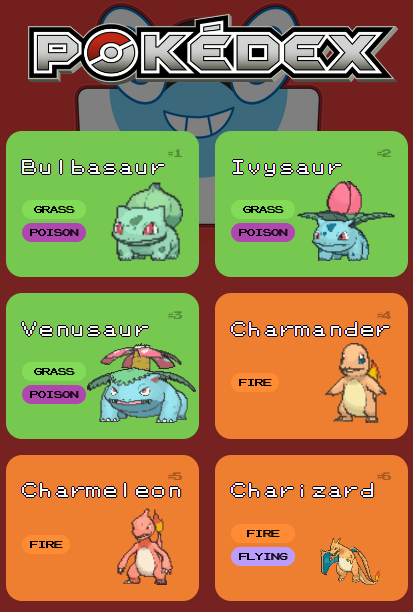 POKÉDEX
#1
Bulbasaur
GRASS
POISON
#2
Ivysaur
GRASS
POISON
#3
Venusaur
GRASS
POISON
#4
Charmander
FIRE
#5
Charmeleon
FIRE
#6
Charizard
FIRE
FLYING